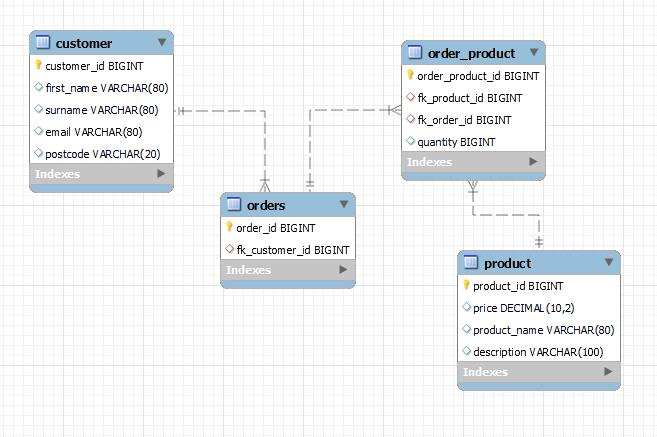 customer
customer_id BIGINT
first_name VARCHAR(80)
surname VARCHAR(80)
email VARCHAR(80)
postcode VARCHAR(20)
Indexes
orders
order_id BIGINT
fk_customer_id BIGINT
Indexes
order_product
order_product_id BIGINT
fk_product_id BIGINT
fk_order_id BIGINT
quantity BIGINT
Indexes
product
product_id BIGINT
price DECIMAL(10,2)
product_name VARCHAR(80)
description VARCHAR(100)
Indexes